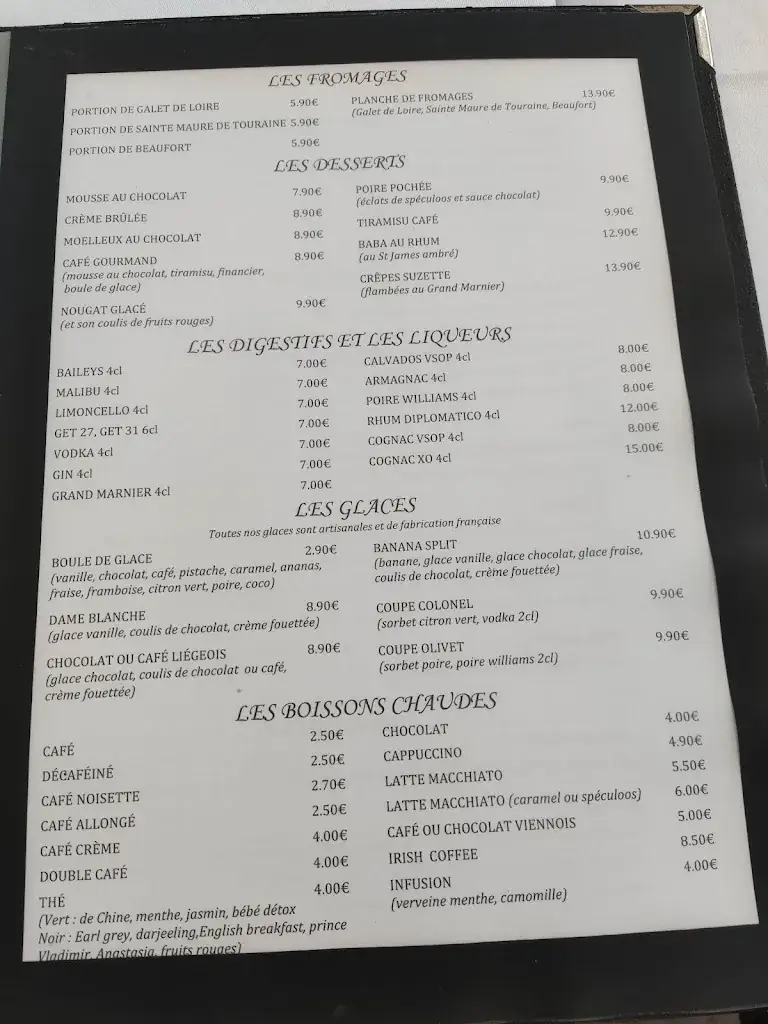 LES FROMAGES
PORTION DE GALET DE LOIRE 5.90€
PORTION DE SAINTE MAURE DE TOURAINE 5.90€
PORTION DE BEAUFORT 5.90€
PLANCHE DE FROMAGES 13.90€
(Galet de Loire, Sainte Maure de Touraine, Beaufort)
LES DESSERTS
MOUSSE AU CHOCOLAT 7.90€
CRÈME BRÛLÉE 8.90€
MOELLEUX AU CHOCOLAT 8.90€
CAFÉ GOURMAND 8.90€
(mousse au chocolat, tiramisu, financier,
boule de glace)
NOUGAT GLACÉ 9.90€
(et son coulis de fruits rouges)
POIRE POCHÉE 9.90€
(éclats de spéculoos et sauce chocolat)
TIRAMISU CAFÉ 9.90€
BABA AU RHUM 12.90€
(au St James ambré)
CRÊPES SUZETTE 13.90€
(flambées au Grand Marnier)
LES DIGESTIFS ET LES LIQUEURS
BAILEYS 4cl 7.00€
MALIBU 4cl 7.00€
LIMONCELLO 4cl 7.00€
GET 27, GET 31 6cl 7.00€
VODKA 4cl 7.00€
GIN 4cl 7.00€
GRAND MARNIER 4cl 7.00€
CALVADOS VSOP 4cl 8.00€
ARMAGNAC 4cl 8.00€
POIRE WILLIAMS 4cl 8.00€
RHUM DIPLOMATICO 4cl 12.00€
COGNAC VSOP 4cl 8.00€
COGNAC XO 4cl 15.00€
LES GLACES
Toutes nos glaces sont artisanales et de fabrication française
BOULE DE GLACE 2.90€
(vanille, chocolat, café, pistache, caramel, ananas,
fraise, framboise, citron vert, poire, coco)
DAME BLANCHE 8.90€
(glace vanille, coulis de chocolat, crème fouettée)
CHOCOLAT OU CAFÉ LIÉGEOIS 8.90€
(glace chocolat, coulis de chocolat ou café,
crème fouettée)
BANANA SPLIT 10.90€
(banane, glace vanille, glace chocolat, glace fraise,
coulis de chocolat, crème fouettée)
COUPE COLONEL 9.90€
(sorbet citron vert, vodka 2cl)
COUPE OLIVET 9.90€
(sorbet poire, poire williams 2cl)
LES BOISSONS CHAUDES
CAFÉ 2.50€
DÉCAFÉINÉ 2.50€
CAFÉ NOISETTE 2.70€
CAFÉ ALLONGÉ 2.50€
CAFÉ CRÈME 4.00€
DOUBLE CAFÉ 4.00€
THÉ 4.00€
(Vert : de Chine, menthe, jasmin, bébé détox
Noir : Earl grey, darjeeling,English breakfast, prince
Vladimir, Anastasia, fruits rouges)
CHOCOLAT 4.00€
CAPPUCCINO 4.90€
LATTE MACCHIATO 5.50€
LATTE MACCHIATO (caramel ou spéculoos) 6.00€
CAFÉ OU CHOCOLAT VIENNOIS 5.00€
IRISH COFFEE 8.50€
INFUSION 4.00€
(verveine menthe, camomille)